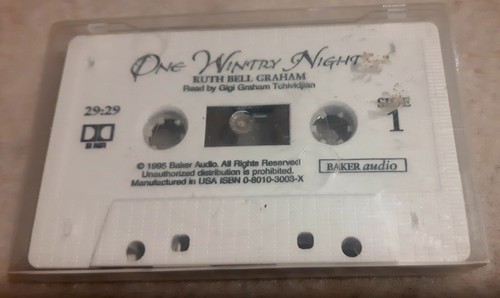 ONE WINTRY NIGHT
RUTH BELL GRAHAM
Read by Gigi Graham Tchividjian
29:29
SIDE
1
© 1995 Baker Audio. All Rights Reserved
Unauthorized distribution is prohibited.
Manufactured in USA ISBN 0-8010-3003-X
BAKER audio